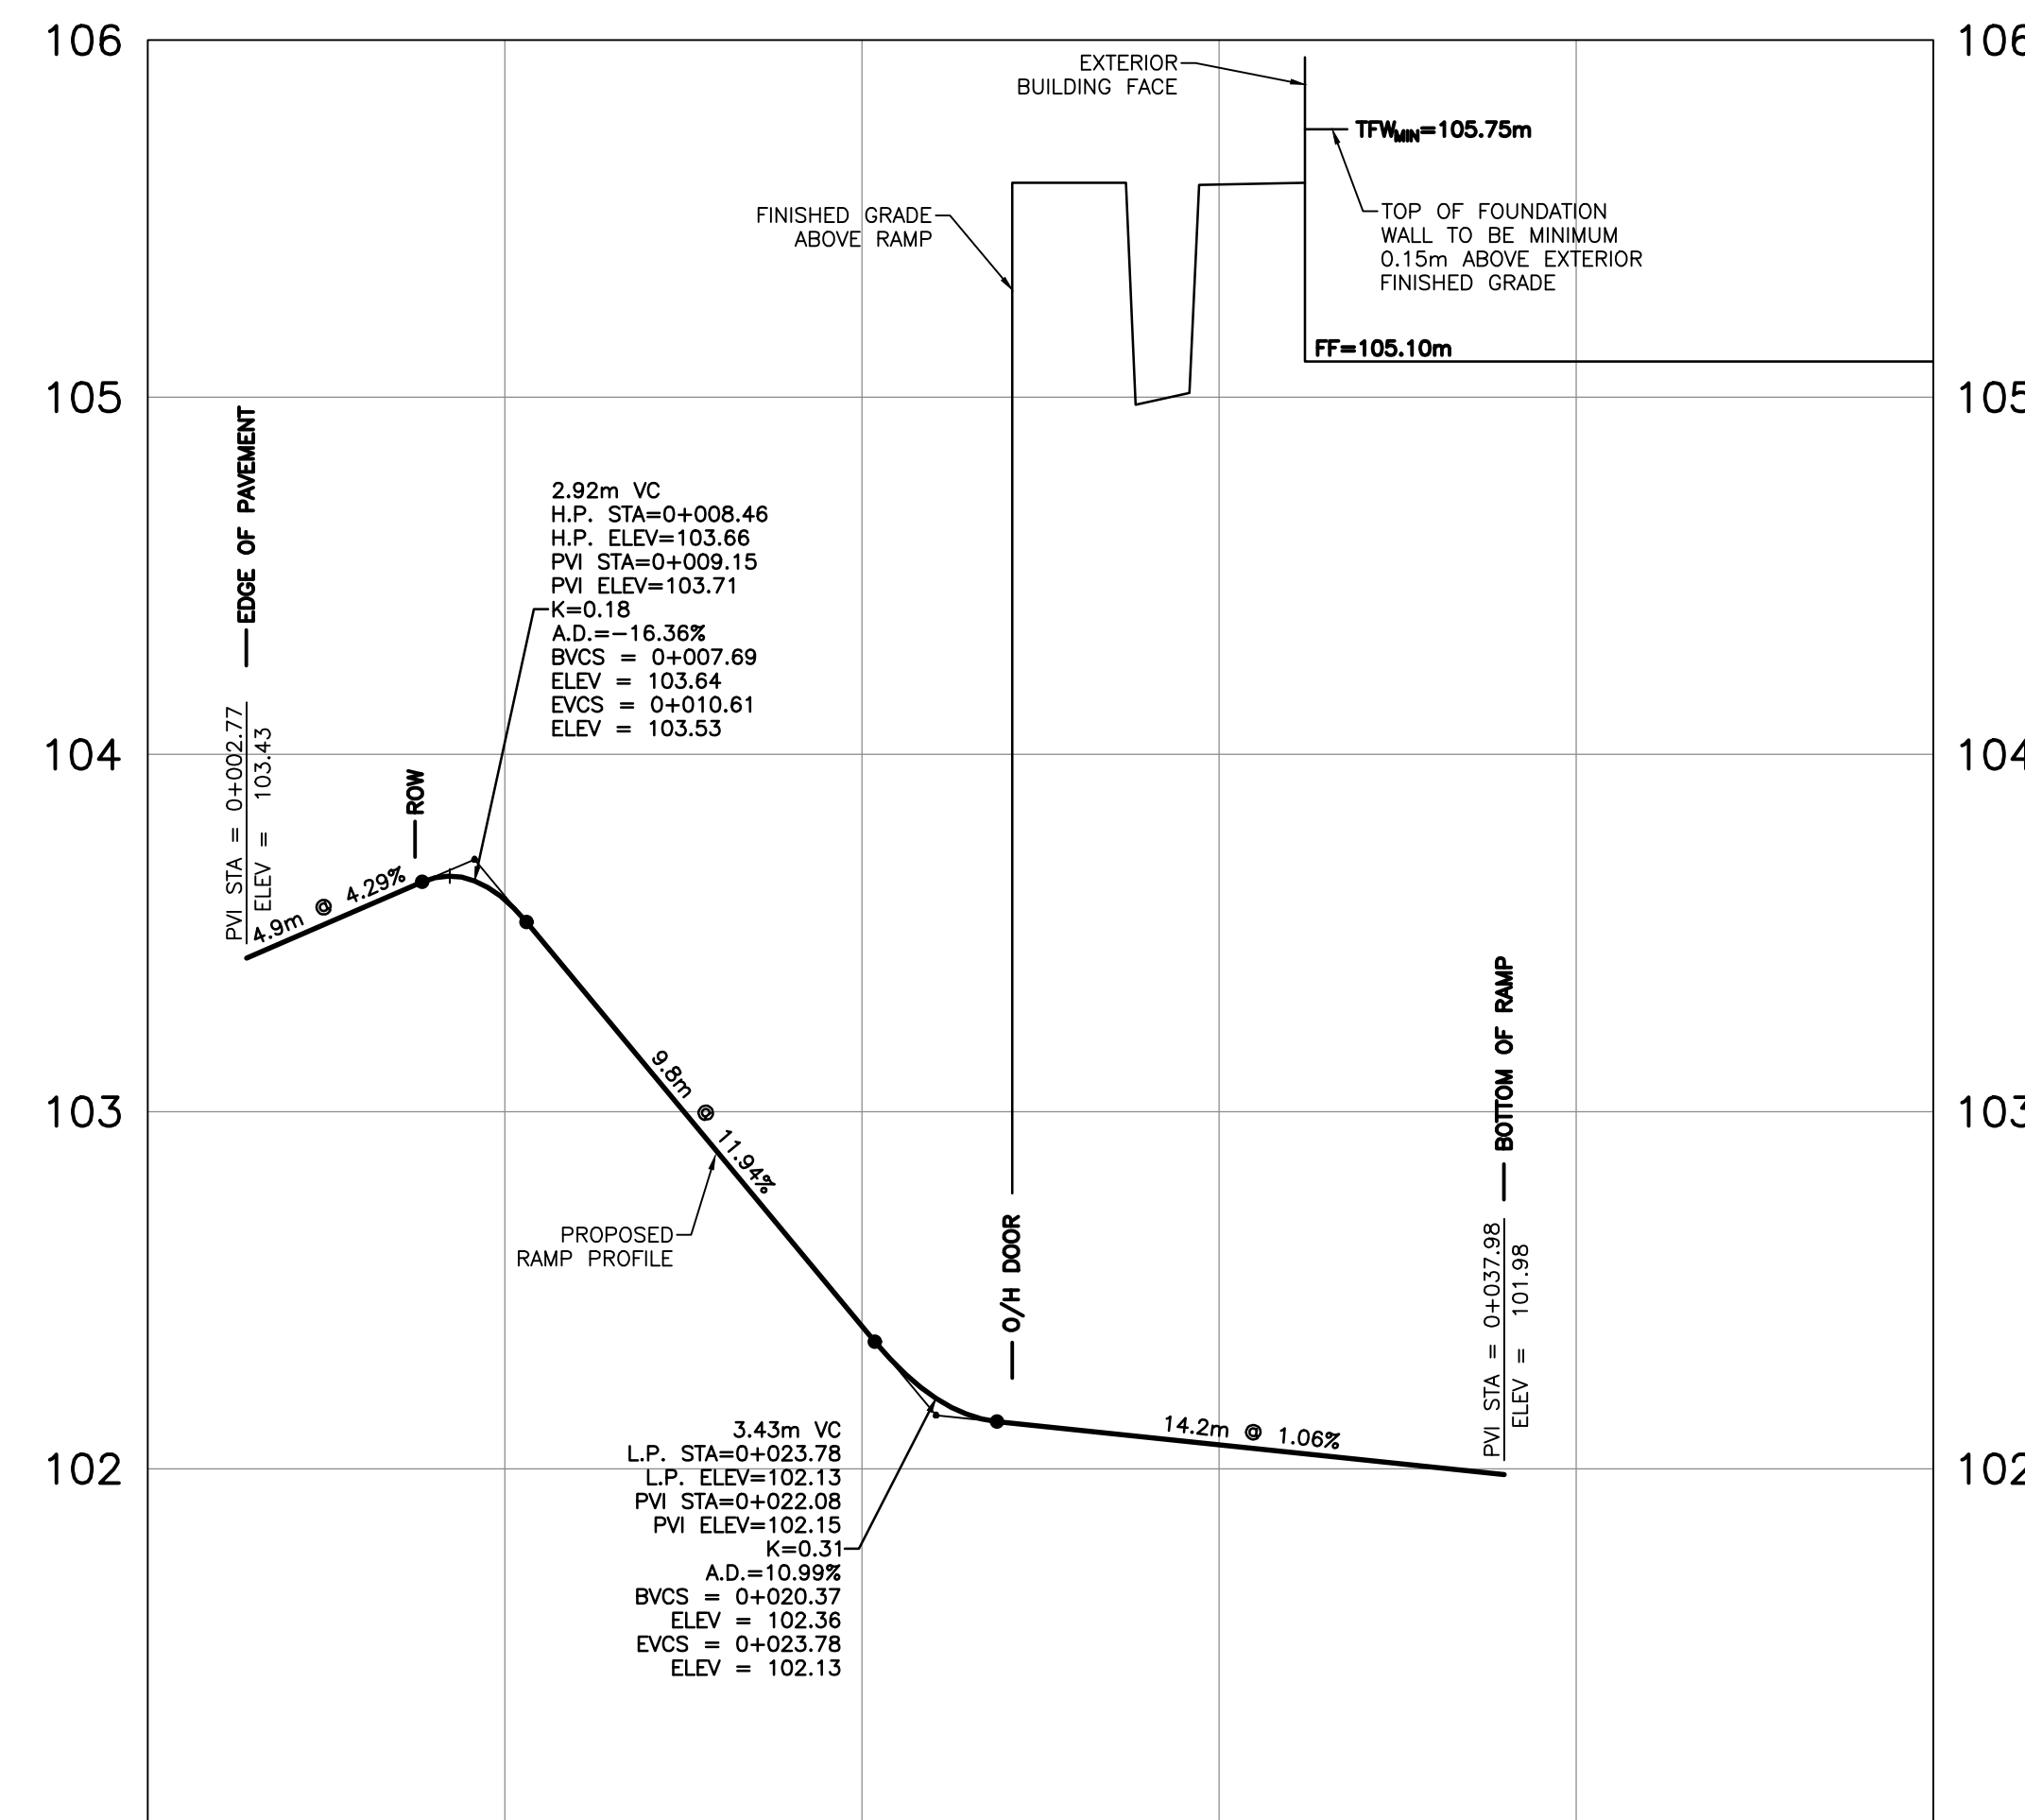 106
106
EXTERIOR
BUILDING FACE
TFWMIN=105.75m
FINISHED GRADE
ABOVE RAMP
TOP OF FOUNDATION
WALL TO BE MINIMUM
0.15m ABOVE EXTERIOR
FINISHED GRADE
FF=105.10m
105
105
EDGE OF PAVEMENT
2.92m VC
H.P. STA=0+008.46
H.P. ELEV=103.66
PVI STA=0+009.15
PVI ELEV=103.71
K=0.18
A.D.=-16.36%
BVCS = 0+007.69
ELEV = 103.64
EVCS = 0+010.61
ELEV = 103.53
104
104
PVI STA = 0+002.77
ELEV = 103.43
ROW
4.9m @ 4.29%
103
103
9.8m @ 11.94%
PROPOSED
RAMP PROFILE
O/H DOOR
BOTTOM OF RAMP
PVI STA = 0+037.98
ELEV = 101.98
102
102
14.2m @ 1.06%
3.43m VC
L.P. STA=0+023.78
L.P. ELEV=102.13
PVI STA=0+022.08
PVI ELEV=102.15
K=0.31
A.D.=10.99%
BVCS = 0+020.37
ELEV = 102.36
EVCS = 0+023.78
ELEV = 102.13